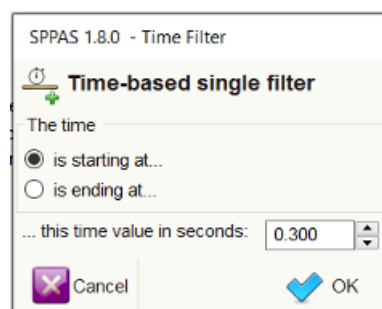 SPPAS 1.8.0 - Time Filter
Time-based single filter
The time
is starting at...
is ending at...
... this time value in seconds: 0.300
Cancel OK